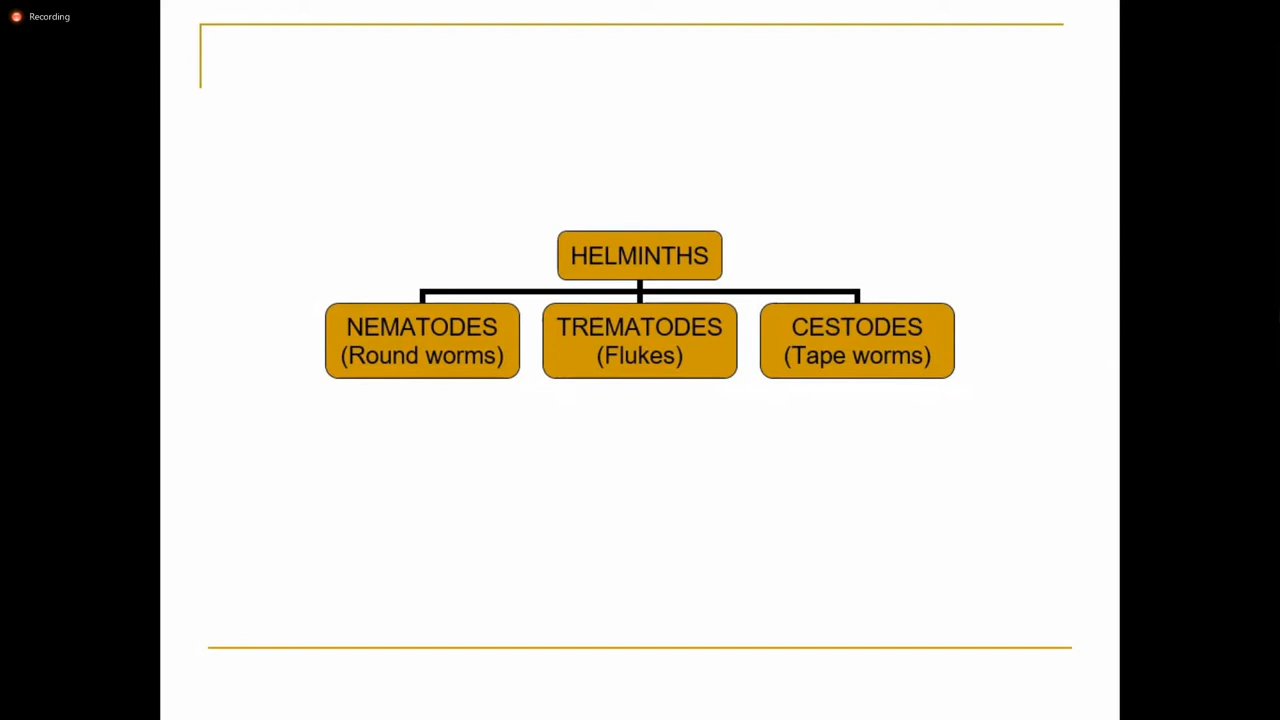 Recording
HELMINTHS
NEMATODES
(Round worms)
TREMATODES
(Flukes)
CESTODES
(Tape worms)